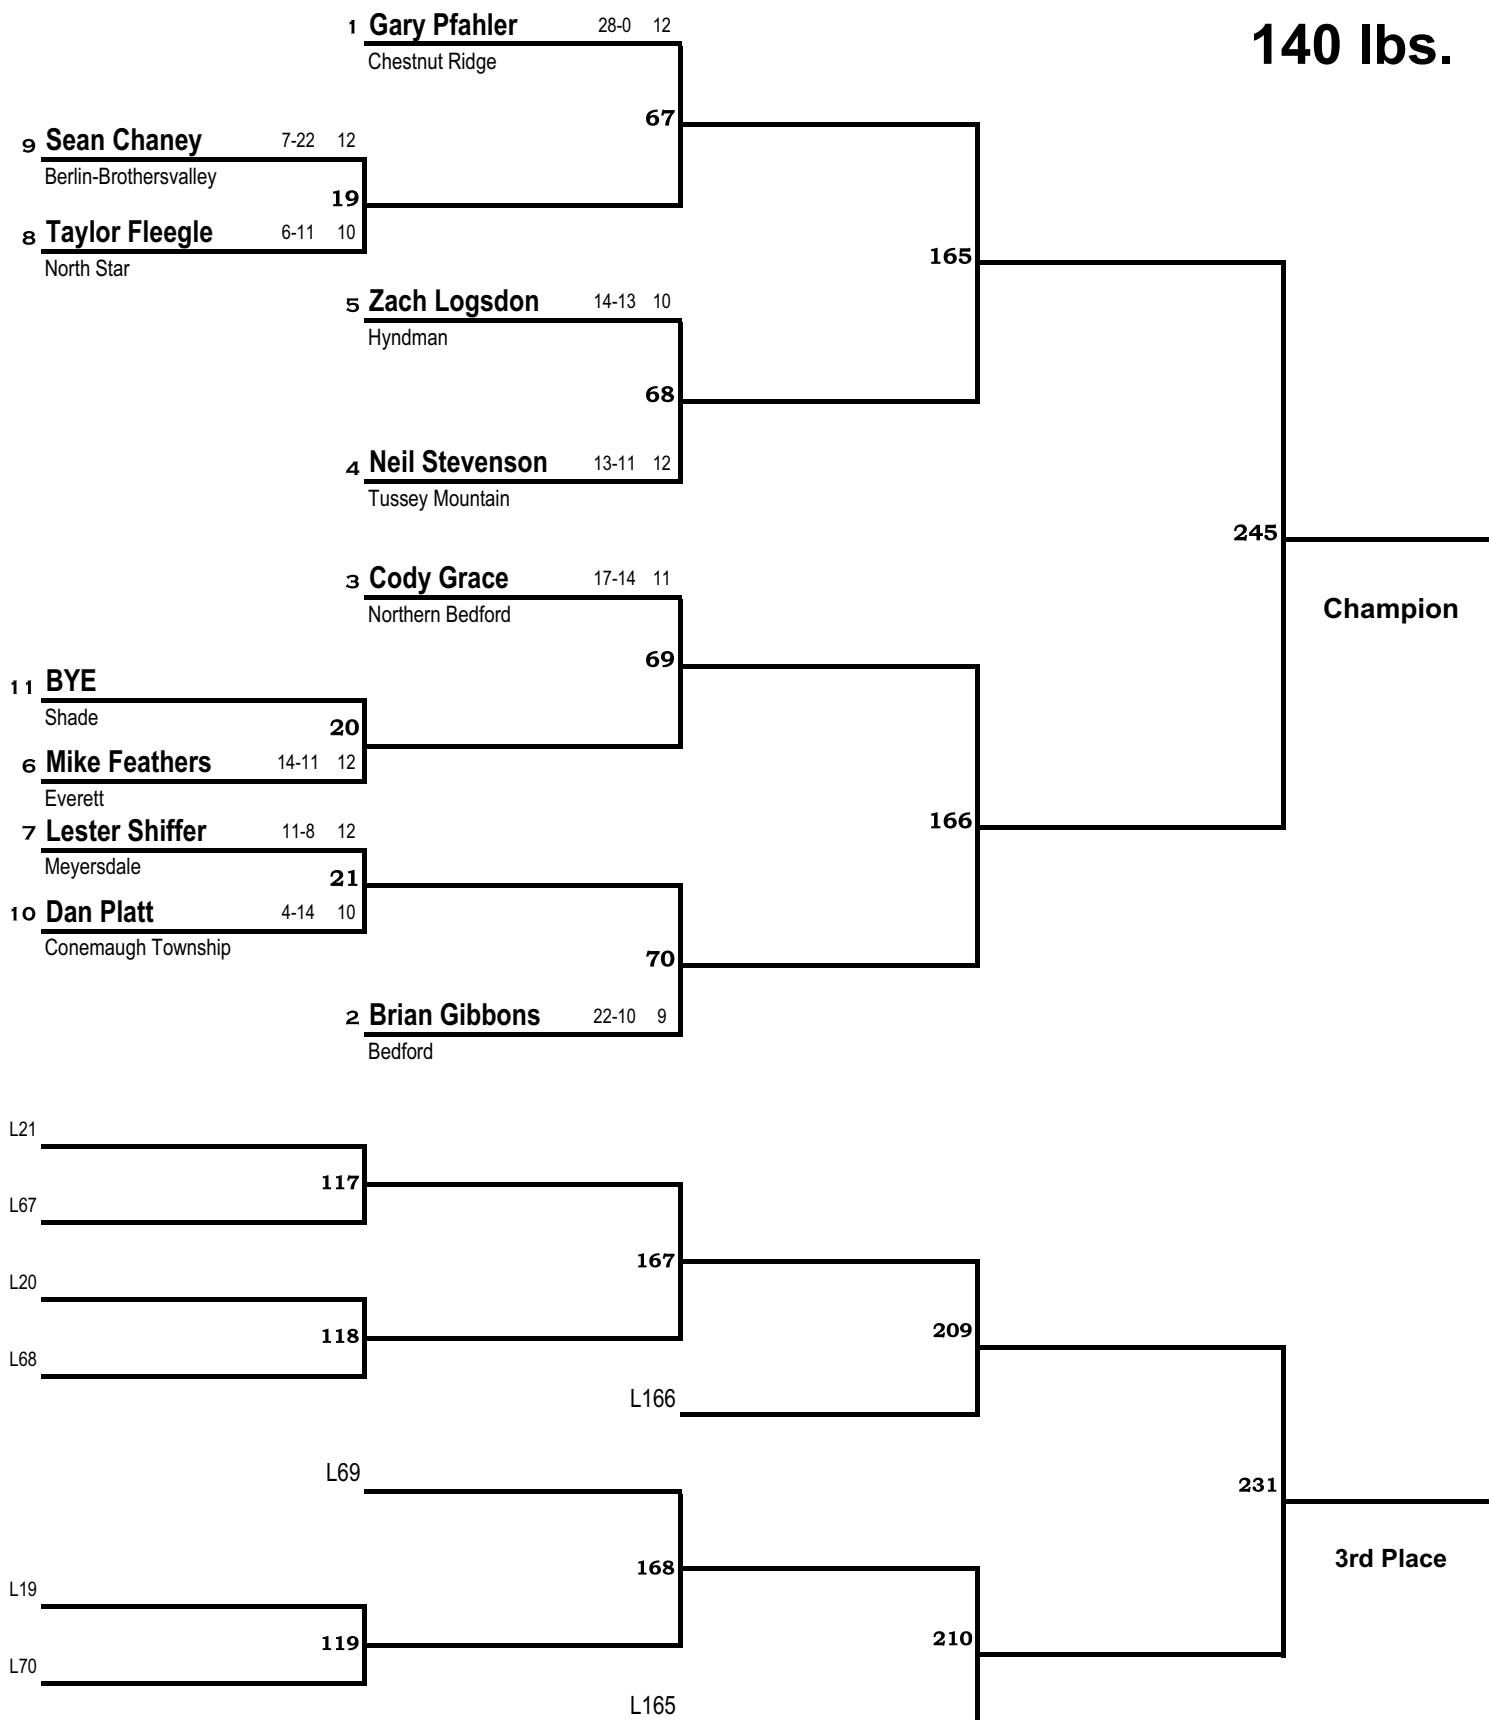 140 lbs.
1 Gary Pfahler 28-0 12
Chestnut Ridge
67
9 Sean Chaney 7-22 12
Berlin-Brothersvalley
19
8 Taylor Fleegle 6-11 10
North Star
165
5 Zach Logsdon 14-13 10
Hyndman
68
4 Neil Stevenson 13-11 12
Tussey Mountain
245
3 Cody Grace 17-14 11
Northern Bedford
Champion
69
11 BYE
Shade
20
6 Mike Feathers 14-11 12
Everett
7 Lester Shiffer 11-8 12
Meyersdale
166
21
10 Dan Platt 4-14 10
Conemaugh Township
70
2 Brian Gibbons 22-10 9
Bedford
L21
117
L67
167
L20
118
L68
209
L166
L69
231
168
3rd Place
L19
119
L70
210
L165